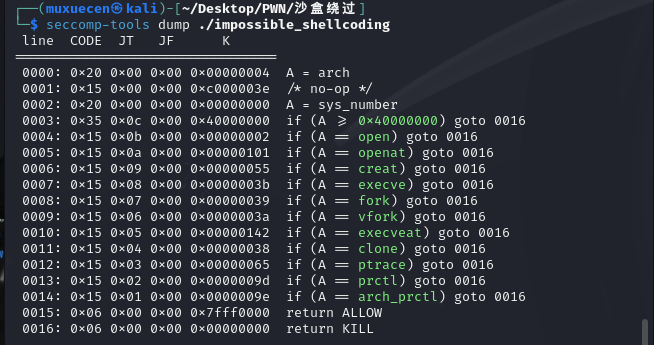 ┌──(muxuecen㉿kali)-[~/Desktop/PWN/沙盒绕过]
└─$ seccomp-tools dump ./impossible_shellcoding
line CODE JT JF K
=================================
0000: 0×20 0×00 0×00 0×00000004 A = arch
0001: 0×15 0×00 0×00 0×c000003e /* no-op */
0002: 0×20 0×00 0×00 0×00000000 A = sys_number
0003: 0×35 0×0c 0×00 0×40000000 if (A ≥ 0×40000000) goto 0016
0004: 0×15 0×0b 0×00 0×00000002 if (A == open) goto 0016
0005: 0×15 0×0a 0×00 0×00000101 if (A == openat) goto 0016
0006: 0×15 0×09 0×00 0×00000055 if (A == creat) goto 0016
0007: 0×15 0×08 0×00 0×0000003b if (A == execve) goto 0016
0008: 0×15 0×07 0×00 0×00000039 if (A == fork) goto 0016
0009: 0×15 0×06 0×00 0×0000003a if (A == vfork) goto 0016
0010: 0×15 0×05 0×00 0×00000142 if (A == execveat) goto 0016
0011: 0×15 0×04 0×00 0×00000038 if (A == clone) goto 0016
0012: 0×15 0×03 0×00 0×00000065 if (A == ptrace) goto 0016
0013: 0×15 0×02 0×00 0×0000009d if (A == prctl) goto 0016
0014: 0×15 0×01 0×00 0×0000009e if (A == arch_prctl) goto 0016
0015: 0×06 0×00 0×00 0×7fff0000 return ALLOW
0016: 0×06 0×00 0×00 0×00000000 return KILL